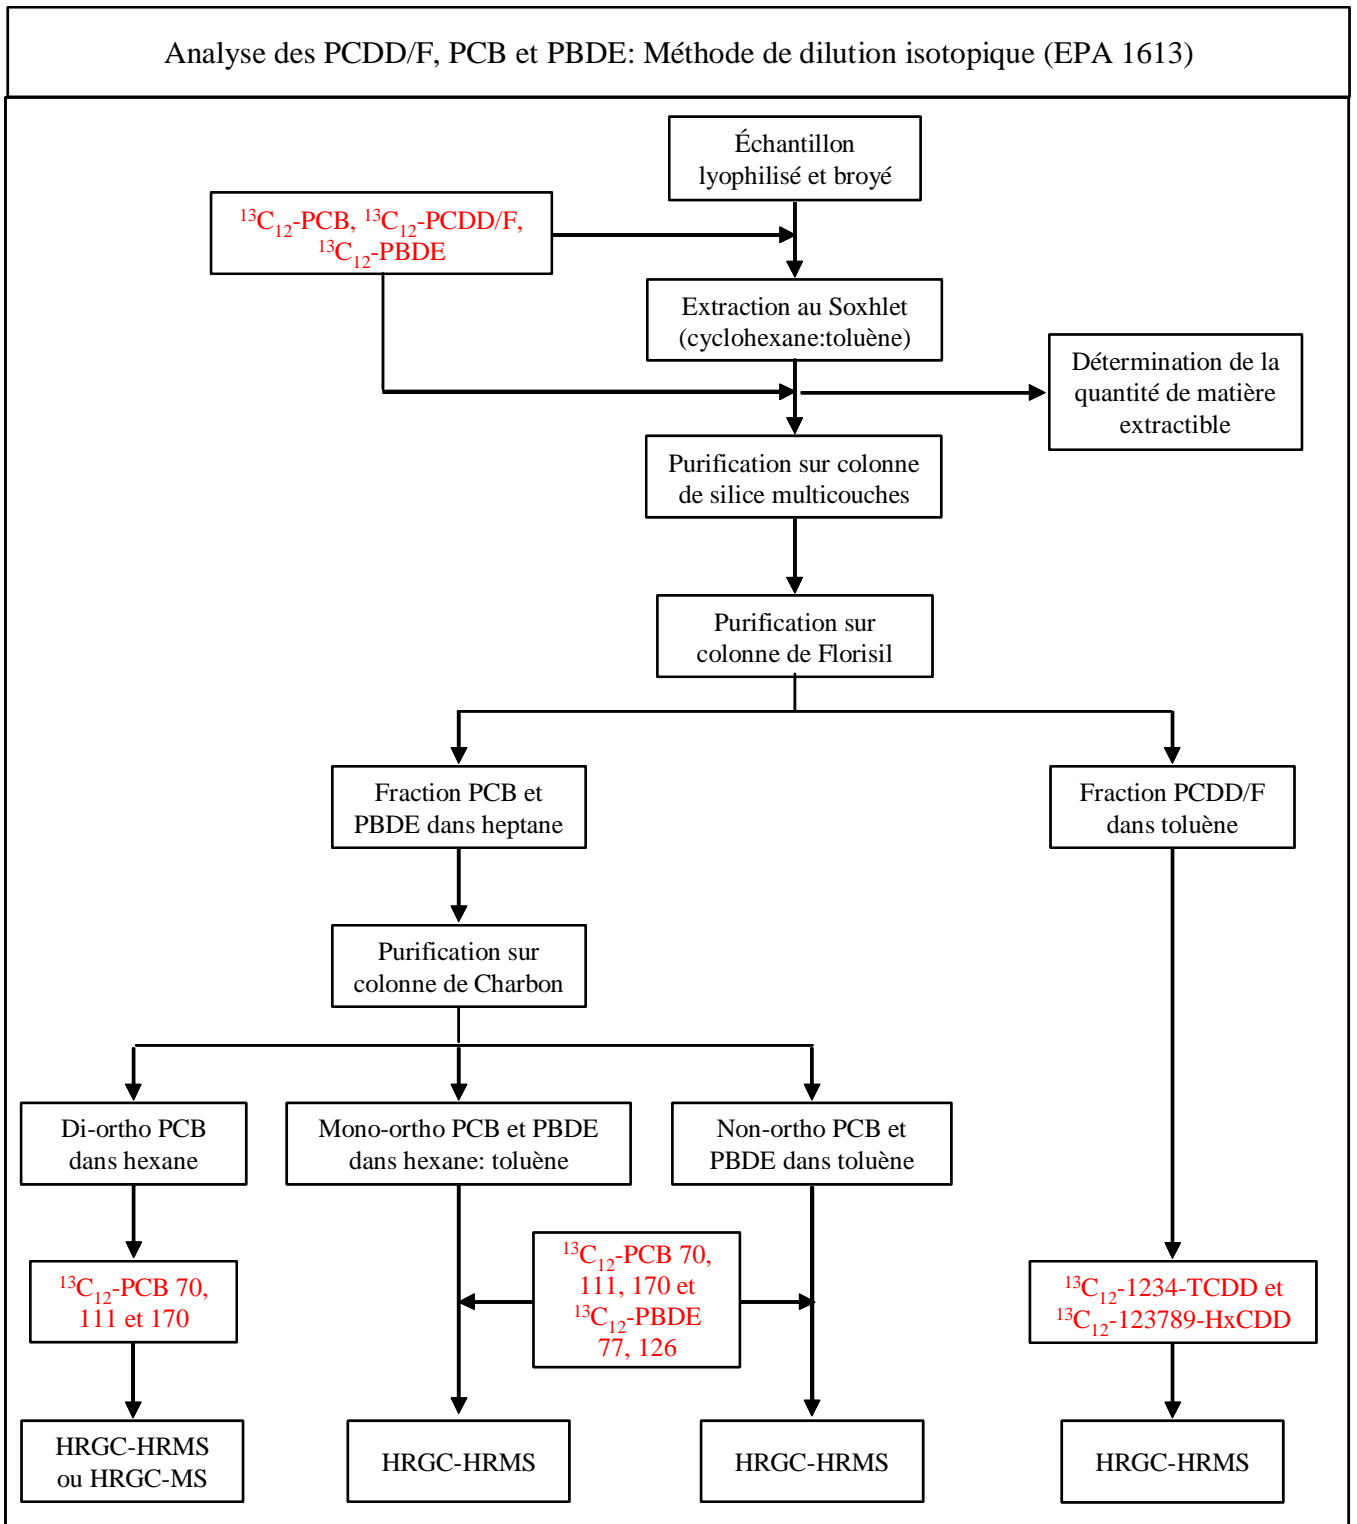 Analyse des PCDD/F, PCB et PBDE: Méthode de dilution isotopique (EPA 1613)
Échantillon
lyophilisé et broyé
¹³C₁₂-PCB, ¹³C₁₂-PCDD/F,
¹³C₁₂-PBDE
Extraction au Soxhlet
(cyclohexane:toluène)
Détermination de la
quantité de matière
extractible
Purification sur colonne
de silice multicouches
Purification sur
colonne de Florisil
Fraction PCB et
PBDE dans heptane
Fraction PCDD/F
dans toluène
Purification sur
colonne de Charbon
Di-ortho PCB
dans hexane
Mono-ortho PCB et PBDE
dans hexane: toluène
Non-ortho PCB et
PBDE dans toluène
¹³C₁₂-PCB 70,
111 et 170
¹³C₁₂-PCB 70,
111, 170 et
¹³C₁₂-PBDE
77, 126
¹³C₁₂-1234-TCDD et
¹³C₁₂-123789-HxCDD
HRGC-HRMS
ou HRGC-MS
HRGC-HRMS
HRGC-HRMS
HRGC-HRMS